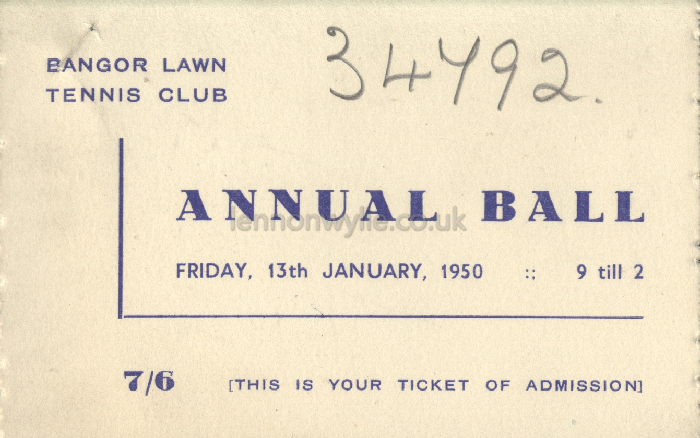 34792.
BANGOR LAWN
TENNIS CLUB
ANNUAL BALL
lennonwylie.co.uk
FRIDAY, 13th JANUARY, 1950 :: 9 till 2
7/6 [THIS IS YOUR TICKET OF ADMISSION]